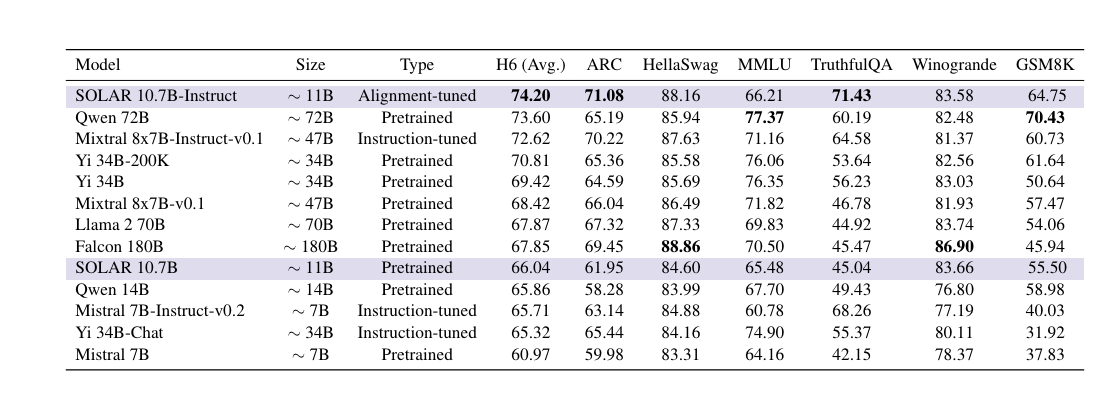 Model Size Type H6 (Avg.) ARC HellaSwag MMLU TruthfulQA Winogrande GSM8K
SOLAR 10.7B-Instruct ∼ 11B Alignment-tuned 74.20 71.08 88.16 66.21 71.43 83.58 64.75
Qwen 72B ∼ 72B Pretrained 73.60 65.19 85.94 77.37 60.19 82.48 70.43
Mixtral 8x7B-Instruct-v0.1 ∼ 47B Instruction-tuned 72.62 70.22 87.63 71.16 64.58 81.37 60.73
Yi 34B-200K ∼ 34B Pretrained 70.81 65.36 85.58 76.06 53.64 82.56 61.64
Yi 34B ∼ 34B Pretrained 69.42 64.59 85.69 76.35 56.23 83.03 50.64
Mixtral 8x7B-v0.1 ∼ 47B Pretrained 68.42 66.04 86.49 71.82 46.78 81.93 57.47
Llama 2 70B ∼ 70B Pretrained 67.87 67.32 87.33 69.83 44.92 83.74 54.06
Falcon 180B ∼ 180B Pretrained 67.85 69.45 88.86 70.50 45.47 86.90 45.94
SOLAR 10.7B ∼ 11B Pretrained 66.04 61.95 84.60 65.48 45.04 83.66 55.50
Qwen 14B ∼ 14B Pretrained 65.86 58.28 83.99 67.70 49.43 76.80 58.98
Mistral 7B-Instruct-v0.2 ∼ 7B Instruction-tuned 65.71 63.14 84.88 60.78 68.26 77.19 40.03
Yi 34B-Chat ∼ 34B Instruction-tuned 65.32 65.44 84.16 74.90 55.37 80.11 31.92
Mistral 7B ∼ 7B Pretrained 60.97 59.98 83.31 64.16 42.15 78.37 37.83